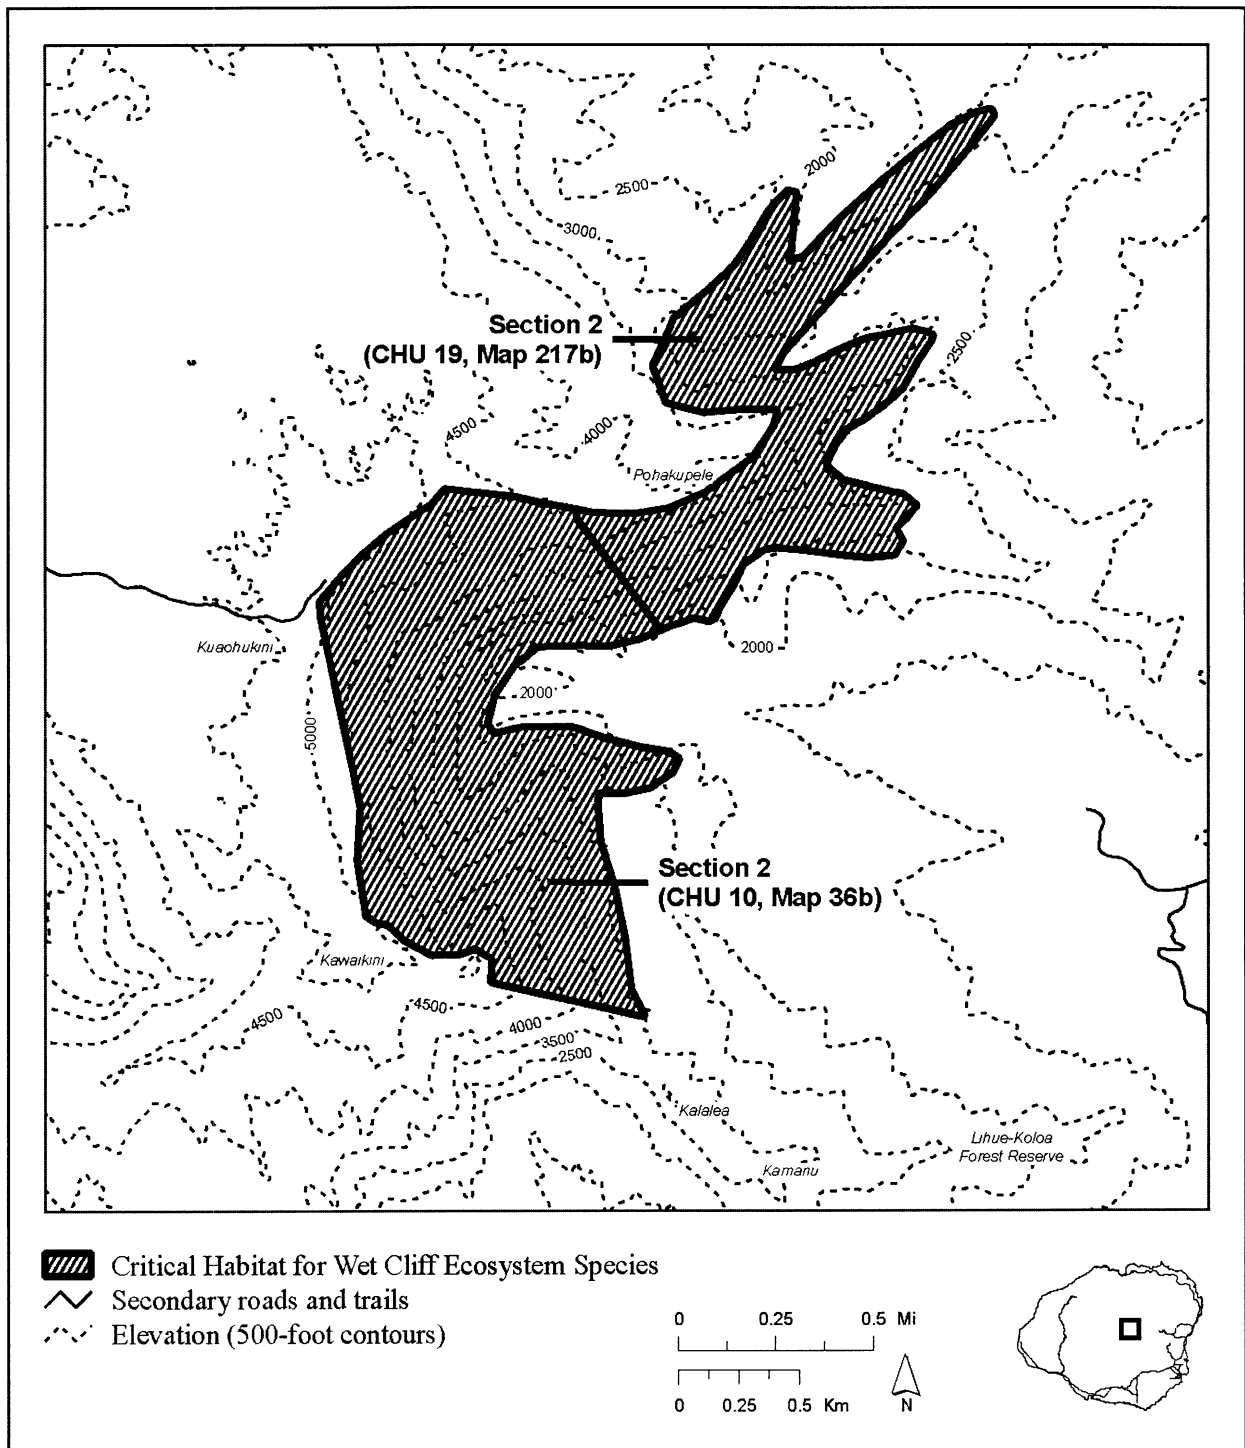 2000'
2500
3000
Section 2
(CHU 19, Map 217b)
2500
4500
4000
Pohakupele
Kuaohukini
2000
2000'
5000
Section 2
(CHU 10, Map 36b)
Kawaikini
4500
4500
4000
3500
2500
Kalalea
Kamanu
Lihue-Koloa
Forest Reserve
Critical Habitat for Wet Cliff Ecosystem Species
Secondary roads and trails
Elevation (500-foot contours)
0 0.25 0.5 Mi
0 0.25 0.5 Km
N